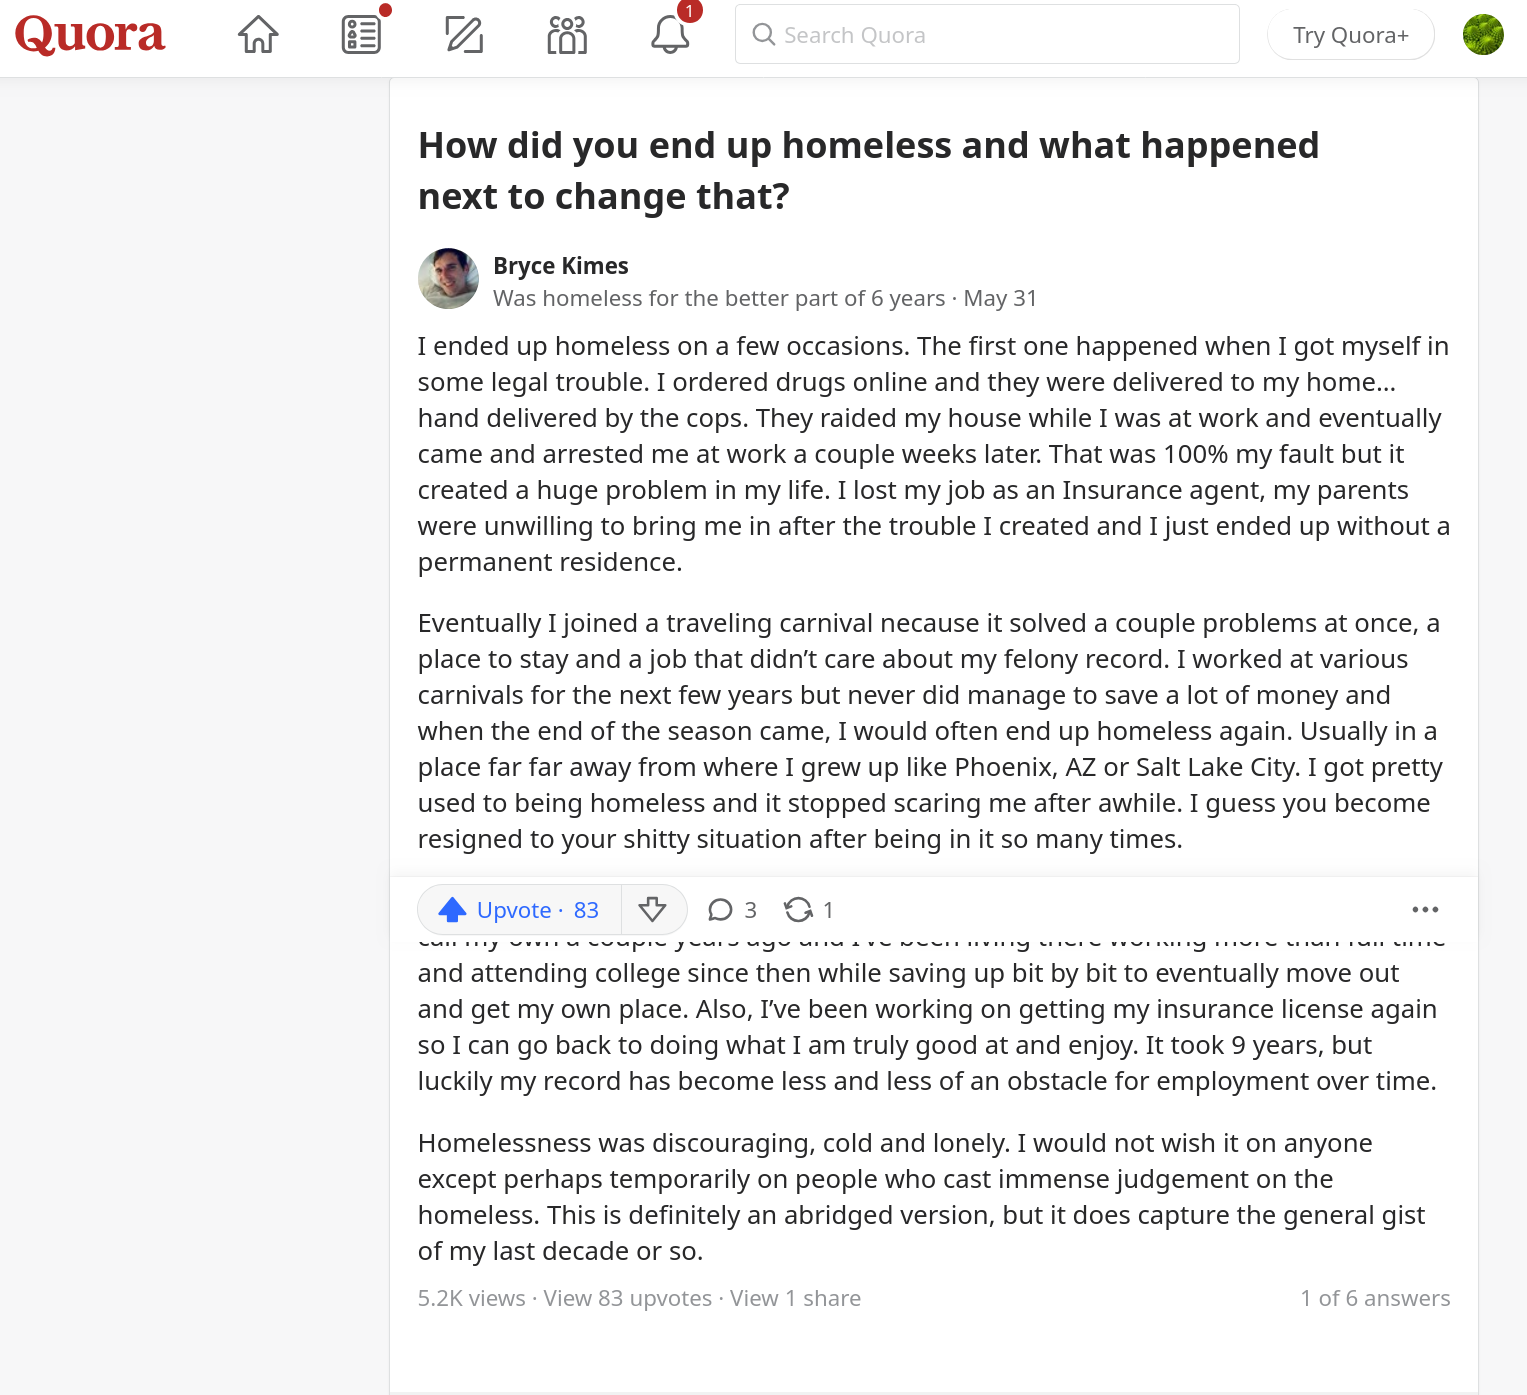 Quora
1
Search Quora
Try Quora+
How did you end up homeless and what happened
next to change that?
Bryce Kimes
Was homeless for the better part of 6 years · May 31
I ended up homeless on a few occasions. The first one happened when I got myself in
some legal trouble. I ordered drugs online and they were delivered to my home…
hand delivered by the cops. They raided my house while I was at work and eventually
came and arrested me at work a couple weeks later. That was 100% my fault but it
created a huge problem in my life. I lost my job as an Insurance agent, my parents
were unwilling to bring me in after the trouble I created and I just ended up without a
permanent residence.
Eventually I joined a traveling carnival necause it solved a couple problems at once, a
place to stay and a job that didn’t care about my felony record. I worked at various
carnivals for the next few years but never did manage to save a lot of money and
when the end of the season came, I would often end up homeless again. Usually in a
place far far away from where I grew up like Phoenix, AZ or Salt Lake City. I got pretty
used to being homeless and it stopped scaring me after awhile. I guess you become
resigned to your shitty situation after being in it so many times.
Upvote · 83
3
1
call my own a couple years ago and I’ve been living there working more than full time
and attending college since then while saving up bit by bit to eventually move out
and get my own place. Also, I’ve been working on getting my insurance license again
so I can go back to doing what I am truly good at and enjoy. It took 9 years, but
luckily my record has become less and less of an obstacle for employment over time.
Homelessness was discouraging, cold and lonely. I would not wish it on anyone
except perhaps temporarily on people who cast immense judgement on the
homeless. This is definitely an abridged version, but it does capture the general gist
of my last decade or so.
5.2K views · View 83 upvotes · View 1 share
1 of 6 answers